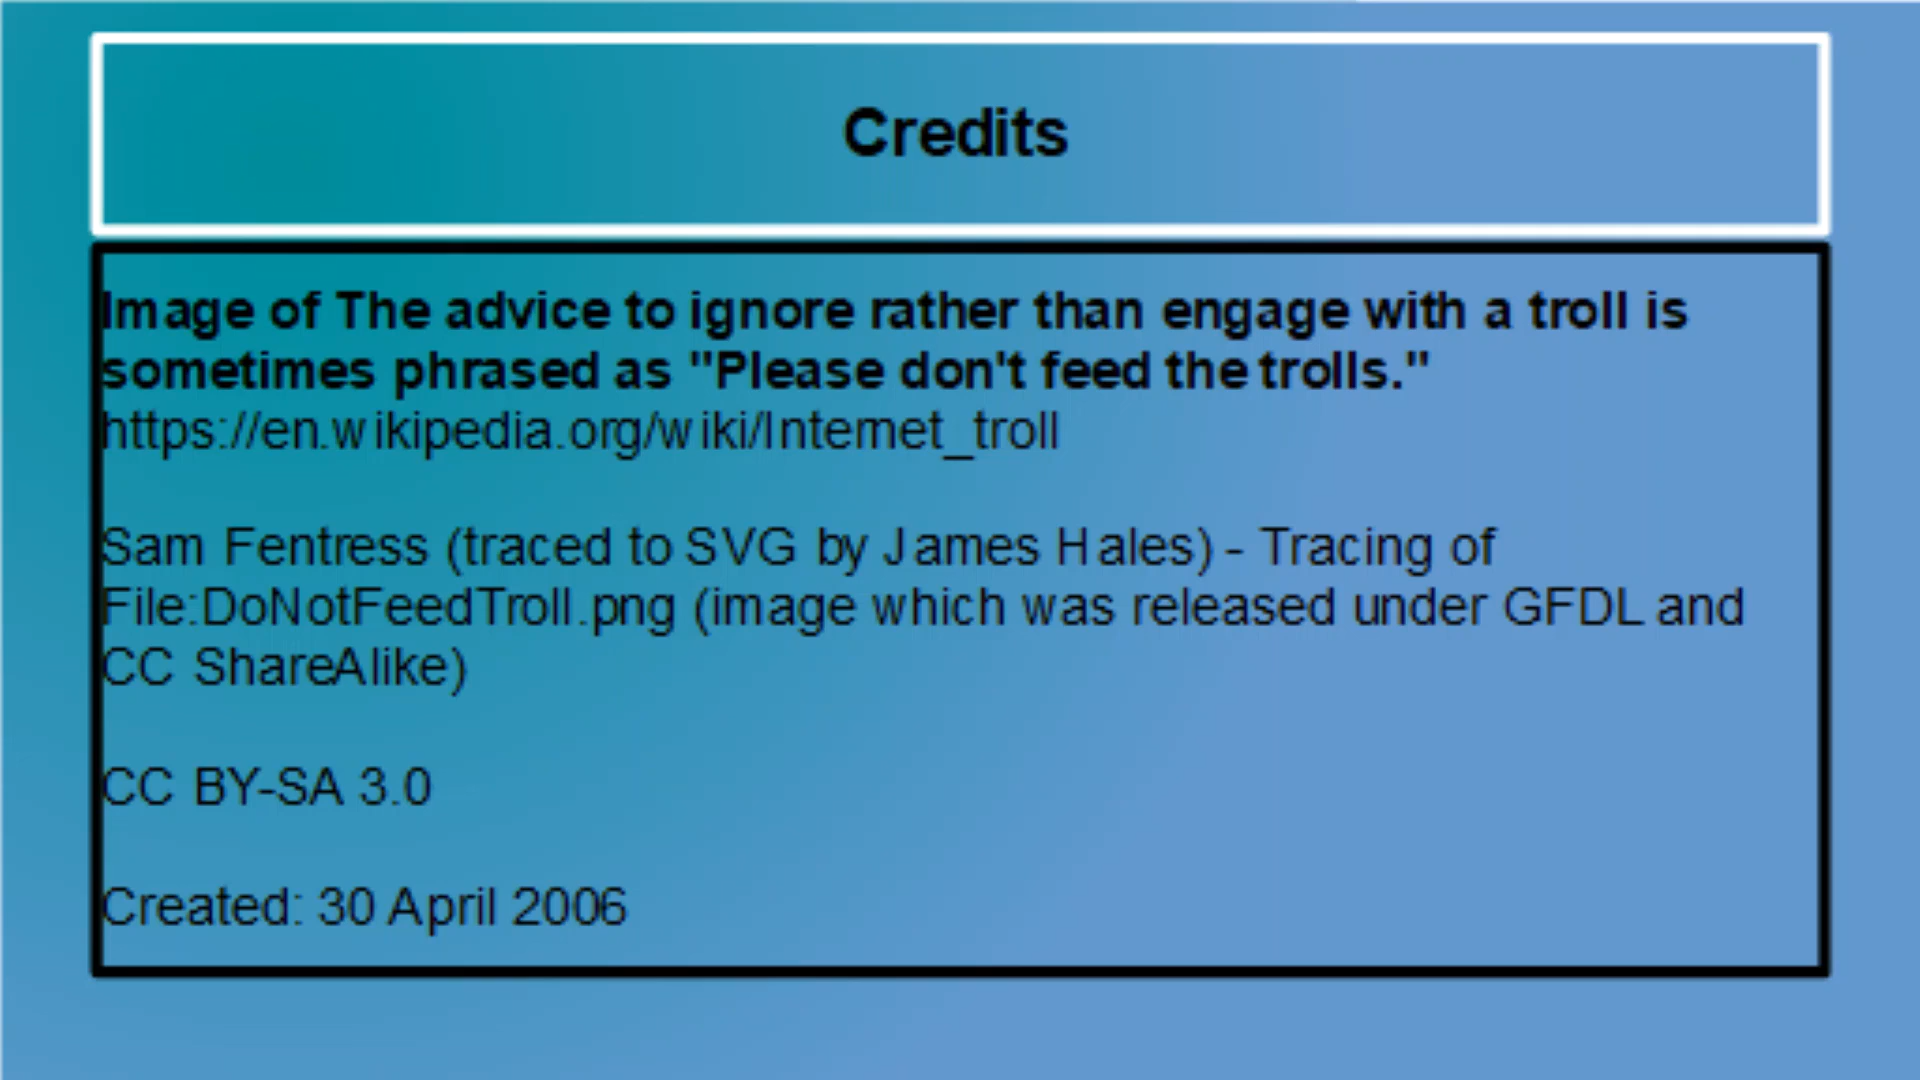 Credits
Image of The advice to ignore rather than engage with a troll is
sometimes phrased as "Please don't feed the trolls."
https://en.wikipedia.org/wiki/Internet_troll
Sam Fentress (traced to SVG by James Hales) - Tracing of
File:DoNotFeedTroll.png (image which was released under GFDL and
CC ShareAlike)
CC BY-SA 3.0
Created: 30 April 2006